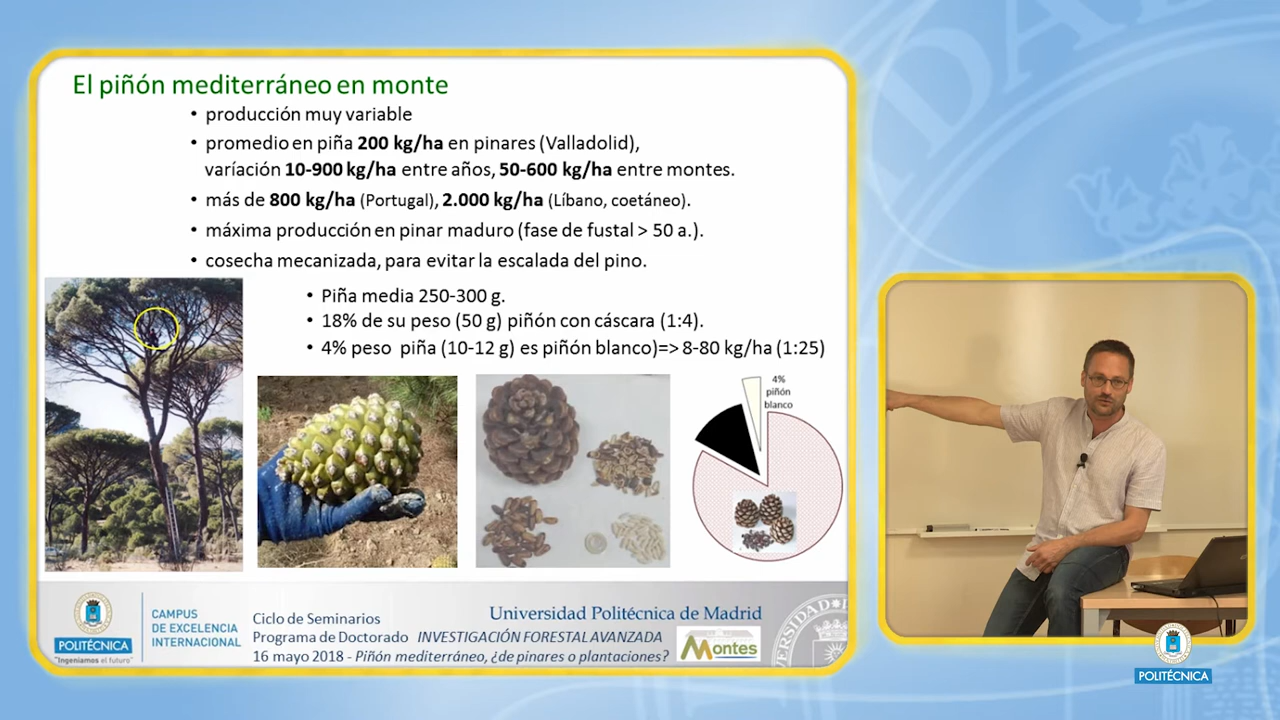 El piñón mediterráneo en monte
• producción muy variable
• promedio en piña 200 kg/ha en pinares (Valladolid),
varíación 10-900 kg/ha entre años, 50-600 kg/ha entre montes.
• más de 800 kg/ha (Portugal), 2.000 kg/ha (Líbano, coetáneo).
• máxima producción en pinar maduro (fase de fustal > 50 a.).
• cosecha mecanizada, para evitar la escalada del pino.
• Piña media 250-300 g.
• 18% de su peso (50 g) piñón con cáscara (1:4).
• 4% peso piña (10-12 g) es piñón blanco)=> 8-80 kg/ha (1:25)
4%
piñón
blanco
POLITÉCNICA
"Ingeniamos el futuro"
CAMPUS
DE EXCELENCIA
INTERNACIONAL
Ciclo de Seminarios
Programa de Doctorado INVESTIGACIÓN FORESTAL AVANZADA
16 mayo 2018 - Piñón mediterráneo, ¿de pinares o plantaciones?
Universidad Politécnica de Madrid
Montes
POLITÉCNICA